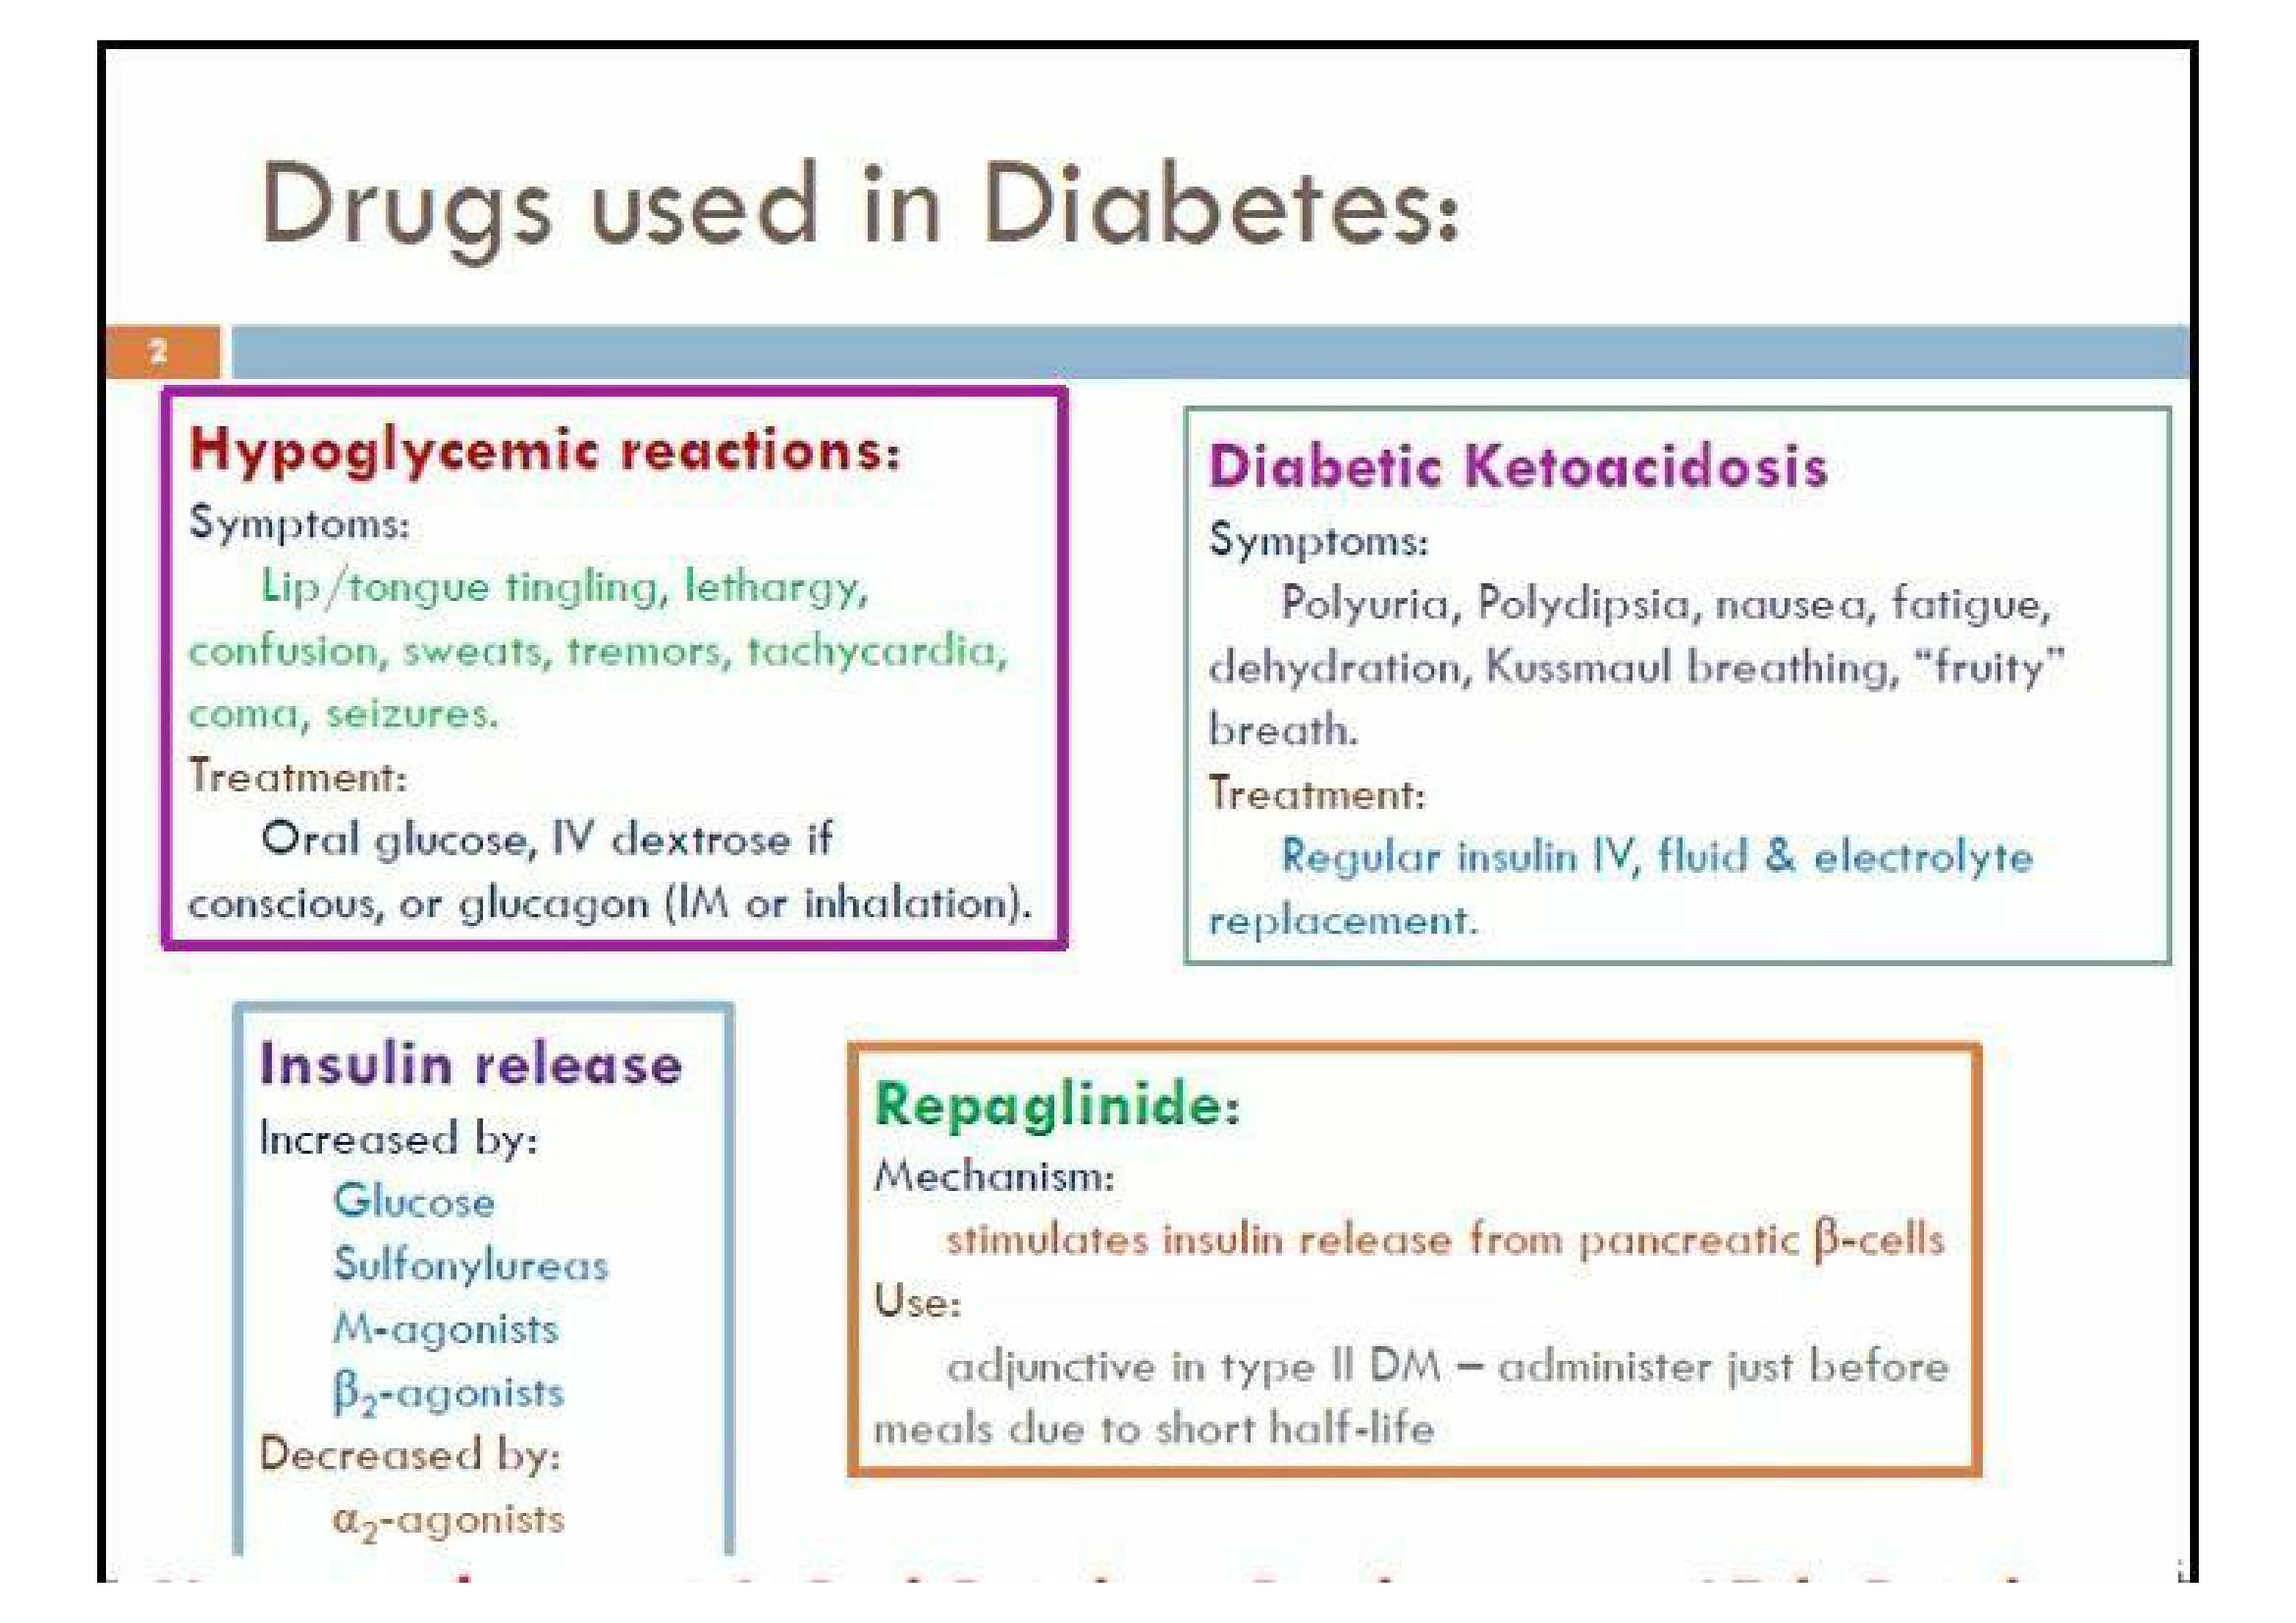 Drugs used in Diabetes:
2
Hypoglycemic reactions:
Symptoms:
Lip/tongue tingling, lethargy,
confusion, sweats, tremors, tachycardia,
coma, seizures.
Treatment:
Oral glucose, IV dextrose if
conscious, or glucagon (IM or inhalation).
Diabetic Ketoacidosis
Symptoms:
Polyuria, Polydipsia, nausea, fatigue,
dehydration, Kussmaul breathing, “fruity”
breath.
Treatment:
Regular insulin IV, fluid & electrolyte
replacement.
Insulin release
Increased by:
Glucose
Sulfonylureas
M-agonists
β₂-agonists
Decreased by:
α₂-agonists
Repaglinide:
Mechanism:
stimulates insulin release from pancreatic β-cells
Use:
adjunctive in type II DM – administer just before
meals due to short half-life